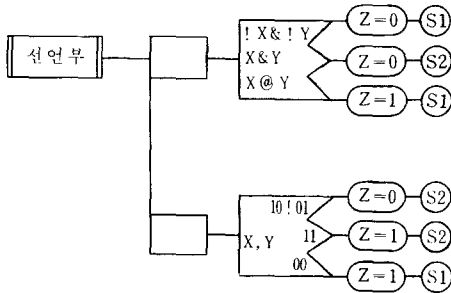 선언부
! X & ! Y
X & Y
X @ Y
Z=0 S1
Z=0 S2
Z=1 S1
X, Y
10 ! 01
11
00
Z=0 S2
Z=1 S2
Z=1 S1